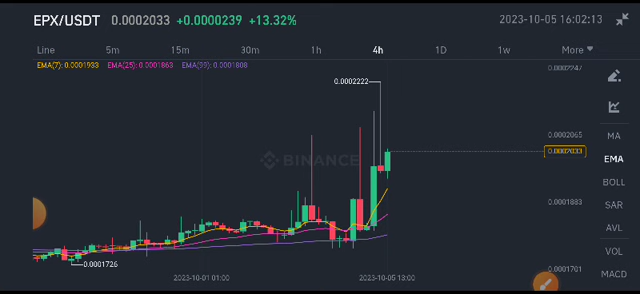 EPX/USDT 0.0002033 +0.0000239 +13.32% 2023-10-05 16:02:13
Line 5m 15m 30m 1h 4h 1D 1w More
EMA(7): 0.0001933 EMA(25): 0.0001863 EMA(99): 0.0001808
0.0002247
0.0002222
0.0002065
0.0002033
BINANCE
0.0001883
0.0001726
0.0001701
2023-10-01 01:00 2023-10-05 13:00
MA
EMA
BOLL
SAR
AVL
VOL
MACD